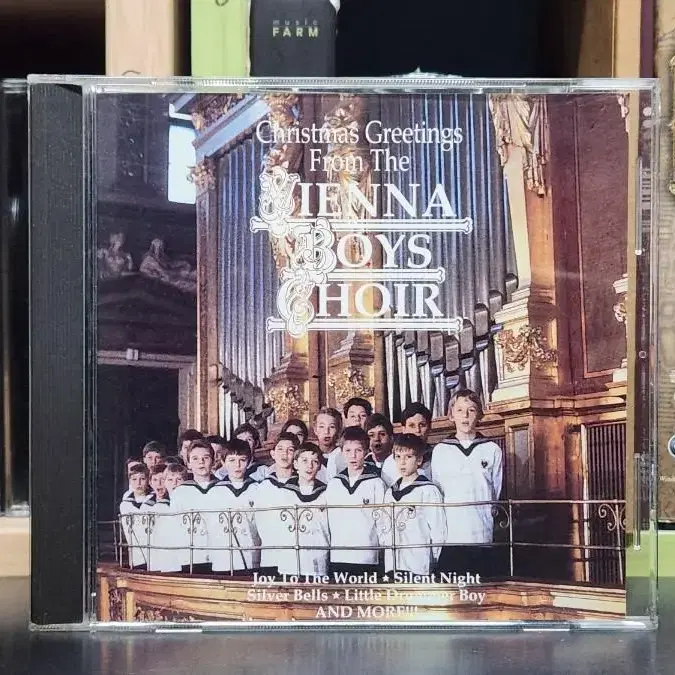 music
FARM
Christmas Greetings
From The
VIENNA
BOYS
CHOIR
Joy To The World ★ Silent Night
Silver Bells ★ Little Drummer Boy
AND MORE!!!